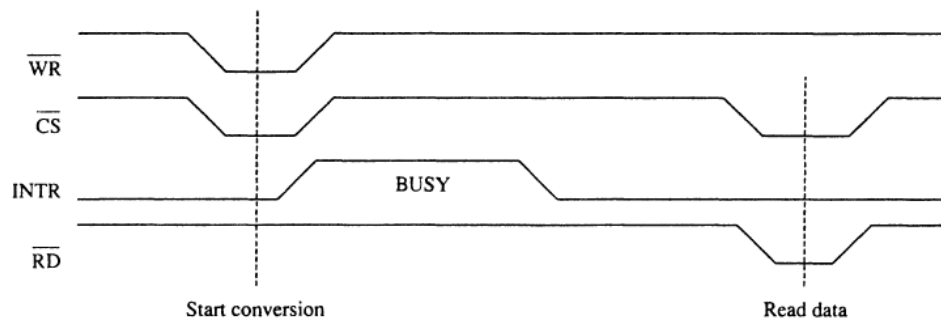 WR
CS
INTR
BUSY
RD
Start conversion
Read data